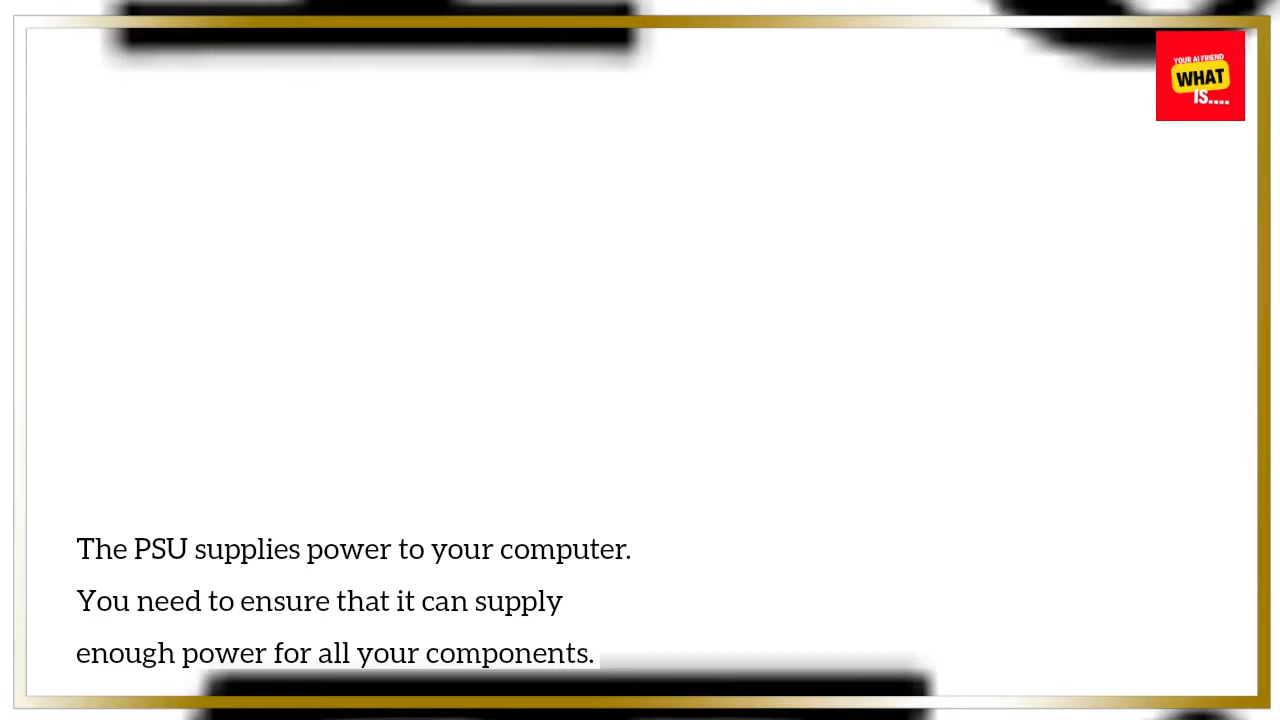 YOUR AI FRIEND
WHAT
IS....
The PSU supplies power to your computer.
You need to ensure that it can supply
enough power for all your components.